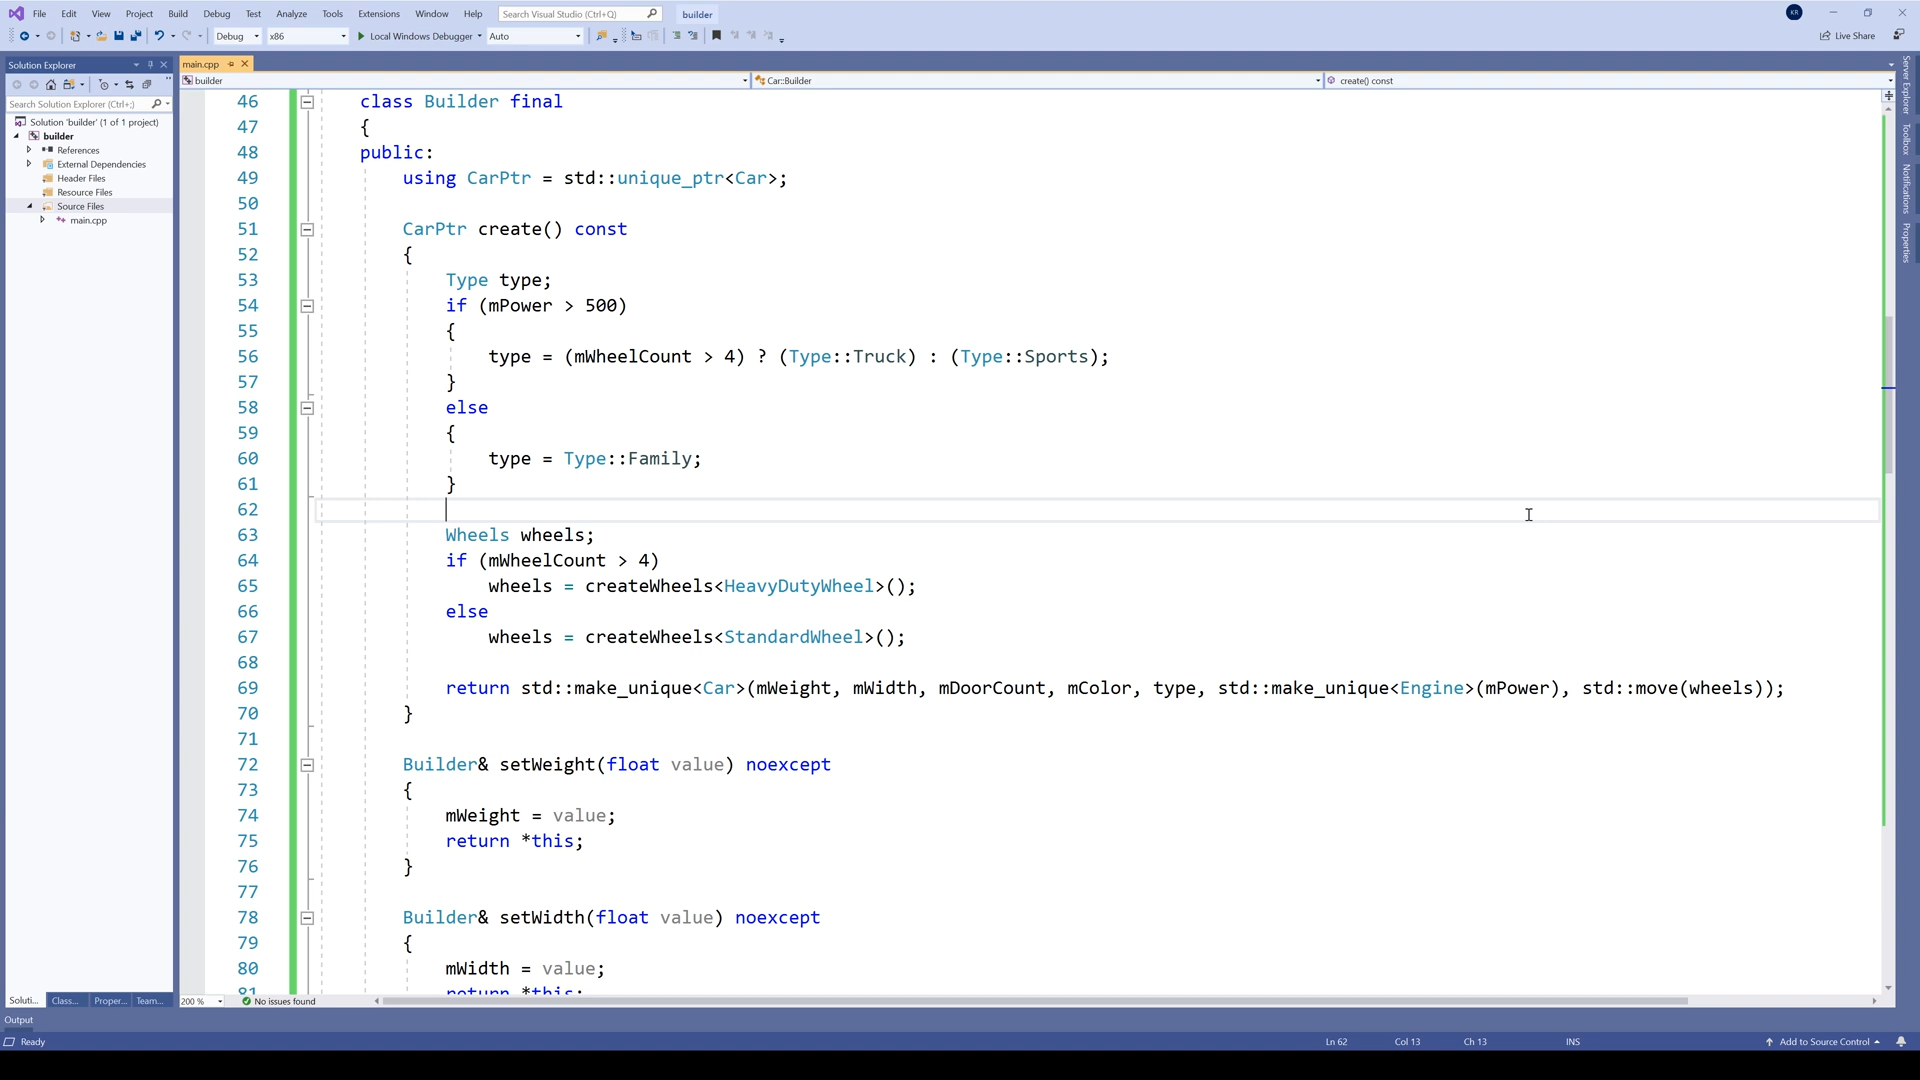 File Edit View Project Build Debug Test Analyze Tools Extensions Window Help Search Visual Studio (Ctrl+Q) builder KR
Debug x86 Local Windows Debugger Auto Live Share
Solution Explorer
Search Solution Explorer (Ctrl+;)
Solution 'builder' (1 of 1 project)
builder
References
External Dependencies
Header Files
Resource Files
Source Files
main.cpp
main.cpp
builder Car::Builder create() const
46 class Builder final
47 {
48 public:
49 using CarPtr = std::unique_ptr<Car>;
50
51 CarPtr create() const
52 {
53 Type type;
54 if (mPower > 500)
55 {
56 type = (mWheelCount > 4) ? (Type::Truck) : (Type::Sports);
57 }
58 else
59 {
60 type = Type::Family;
61 }
62
63 Wheels wheels;
64 if (mWheelCount > 4)
65 wheels = createWheels<HeavyDutyWheel>();
66 else
67 wheels = createWheels<StandardWheel>();
68
69 return std::make_unique<Car>(mWeight, mWidth, mDoorCount, mColor, type, std::make_unique<Engine>(mPower), std::move(wheels));
70 }
71
72 Builder& setWeight(float value) noexcept
73 {
74 mWeight = value;
75 return *this;
76 }
77
78 Builder& setWidth(float value) noexcept
79 {
80 mWidth = value;
81 return *this;
Server Explorer
Toolbox
Notifications
Properties
Soluti... Class... Proper... Team... 200 % No issues found
Output
Ready Ln 62 Col 13 Ch 13 INS Add to Source Control